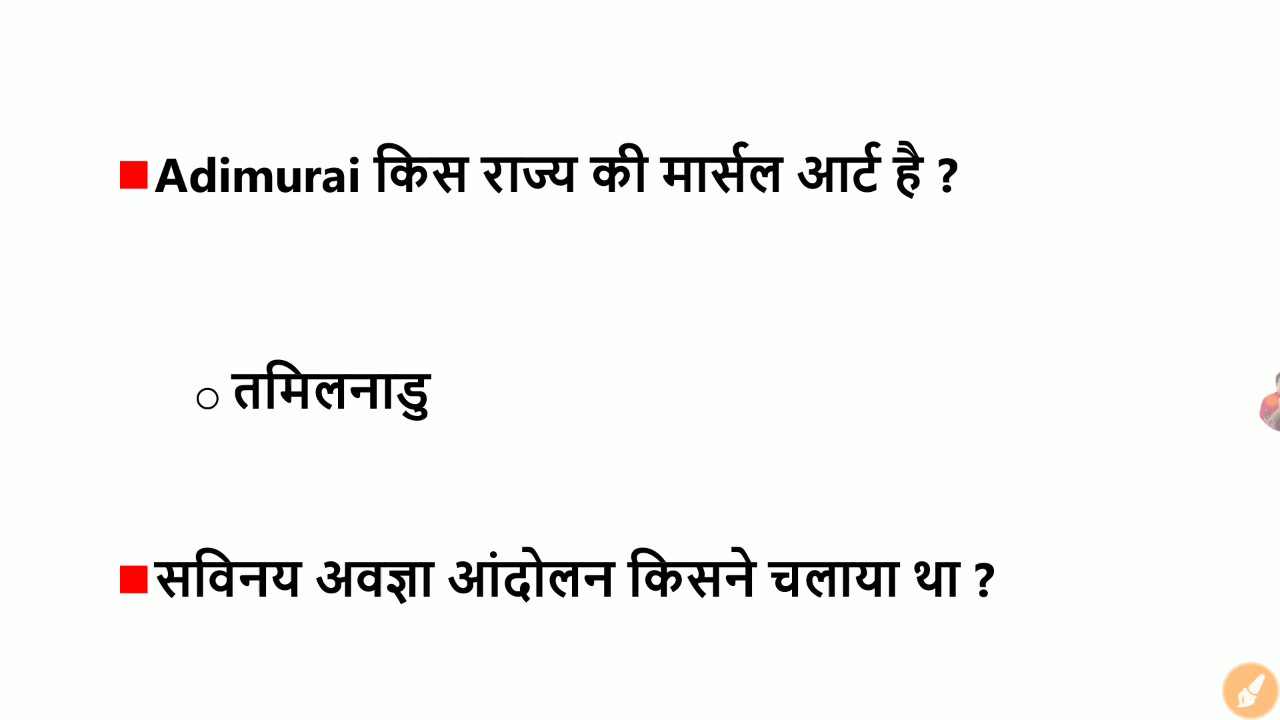 Adimurai किस राज्य की मार्सल आर्ट है ?
तमिलनाडु
सविनय अवज्ञा आंदोलन किसने चलाया था ?